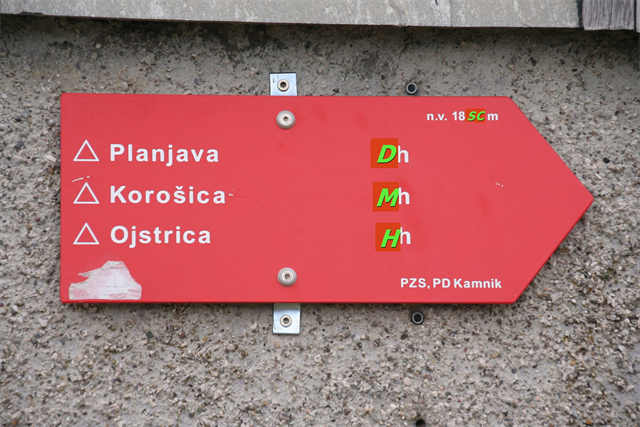 n.v. 18SCm
Planjava Dh
Korošica Mh
Ojstrica Hh
PZS, PD Kamnik